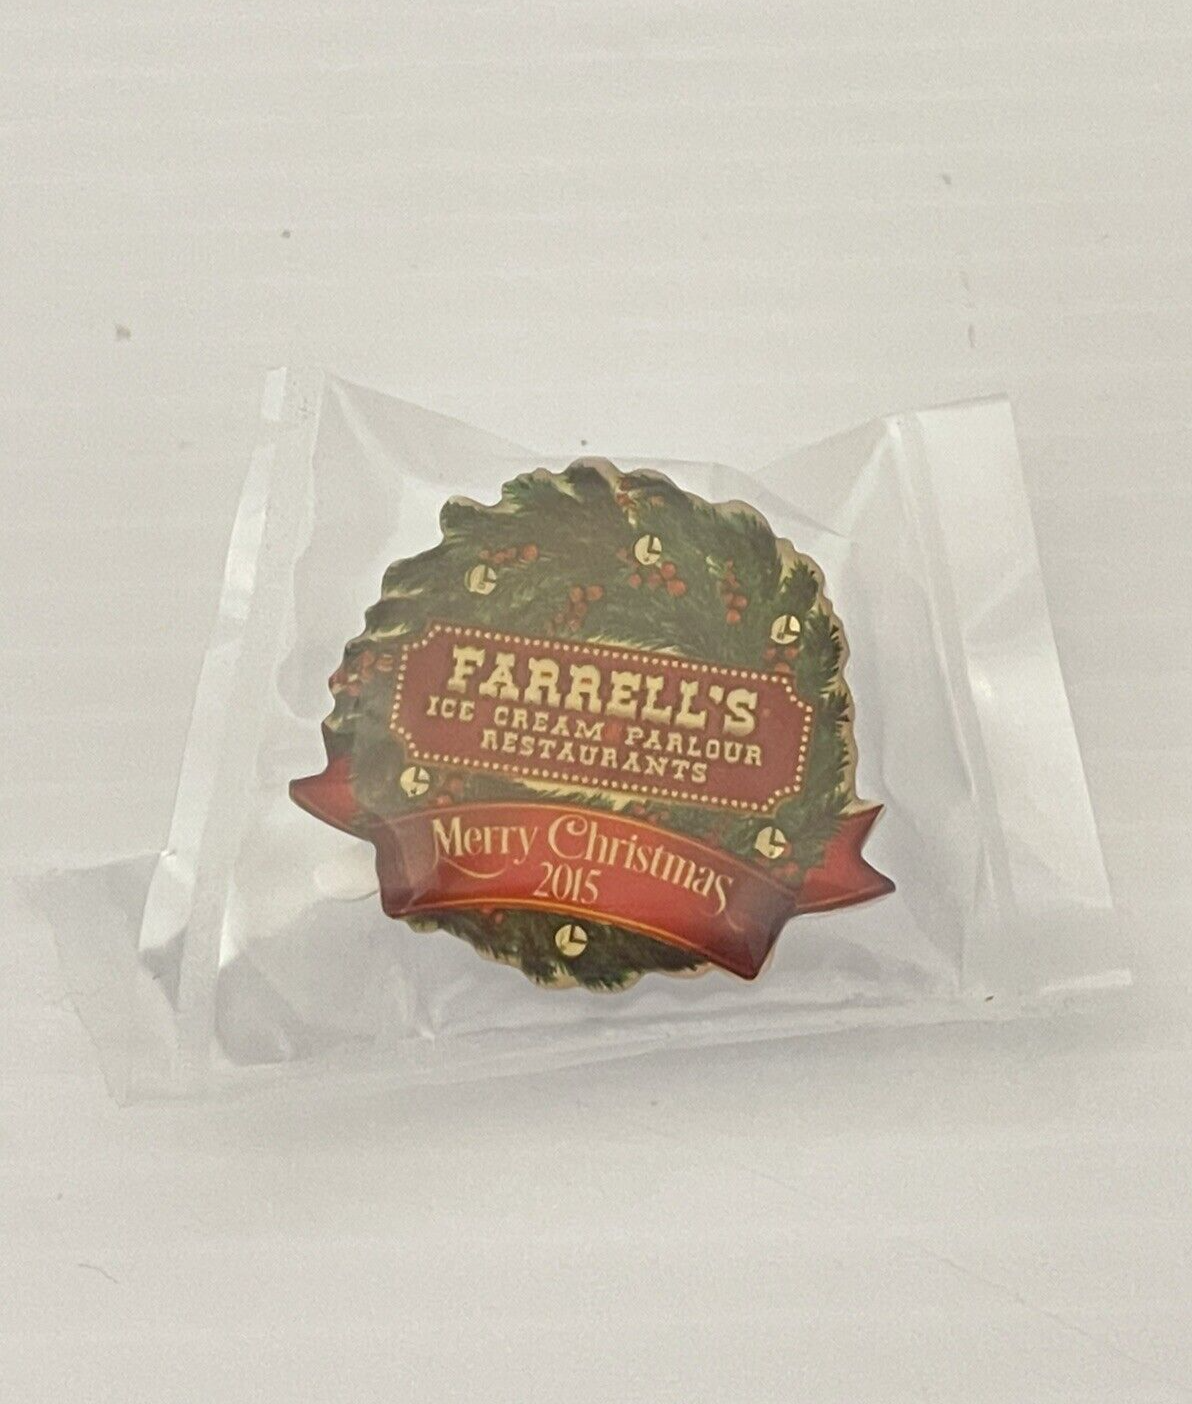 FARRELL'S
ICE CREAM PARLOUR
RESTAURANTS
Merry Christmas
2015